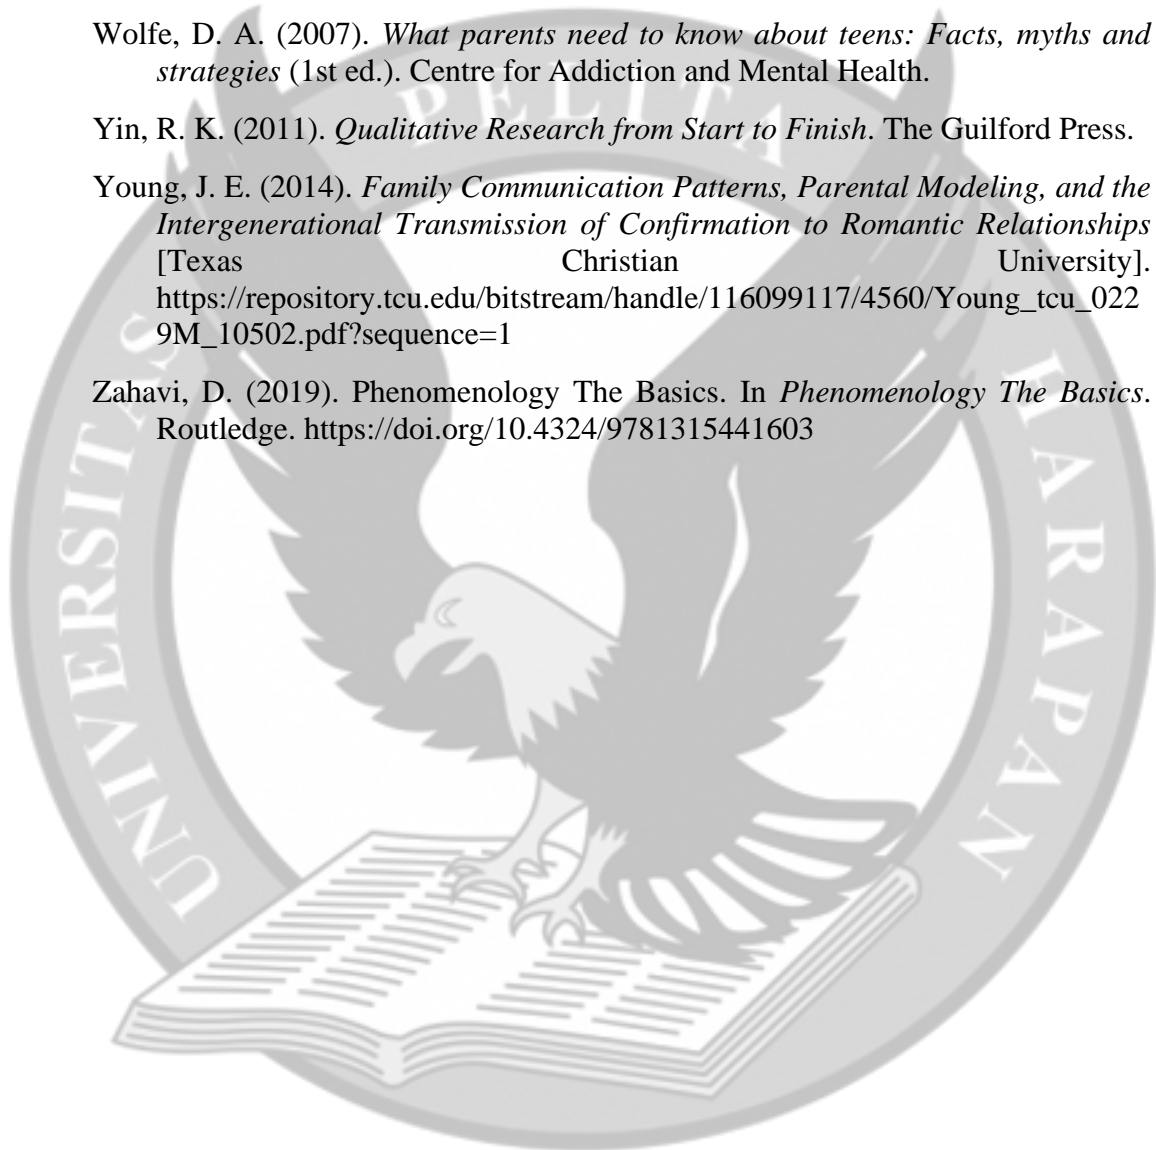 Wolfe, D. A. (2007). What parents need to know about teens: Facts, myths and
strategies (1st ed.). Centre for Addiction and Mental Health.
Yin, R. K. (2011). Qualitative Research from Start to Finish. The Guilford Press.
Young, J. E. (2014). Family Communication Patterns, Parental Modeling, and the
Intergenerational Transmission of Confirmation to Romantic Relationships
[Texas Christian University].
https://repository.tcu.edu/bitstream/handle/116099117/4560/Young_tcu_022
9M_10502.pdf?sequence=1
Zahavi, D. (2019). Phenomenology The Basics. In Phenomenology The Basics.
Routledge. https://doi.org/10.4324/9781315441603
UNIVERSITAS PELITA HARAPAN